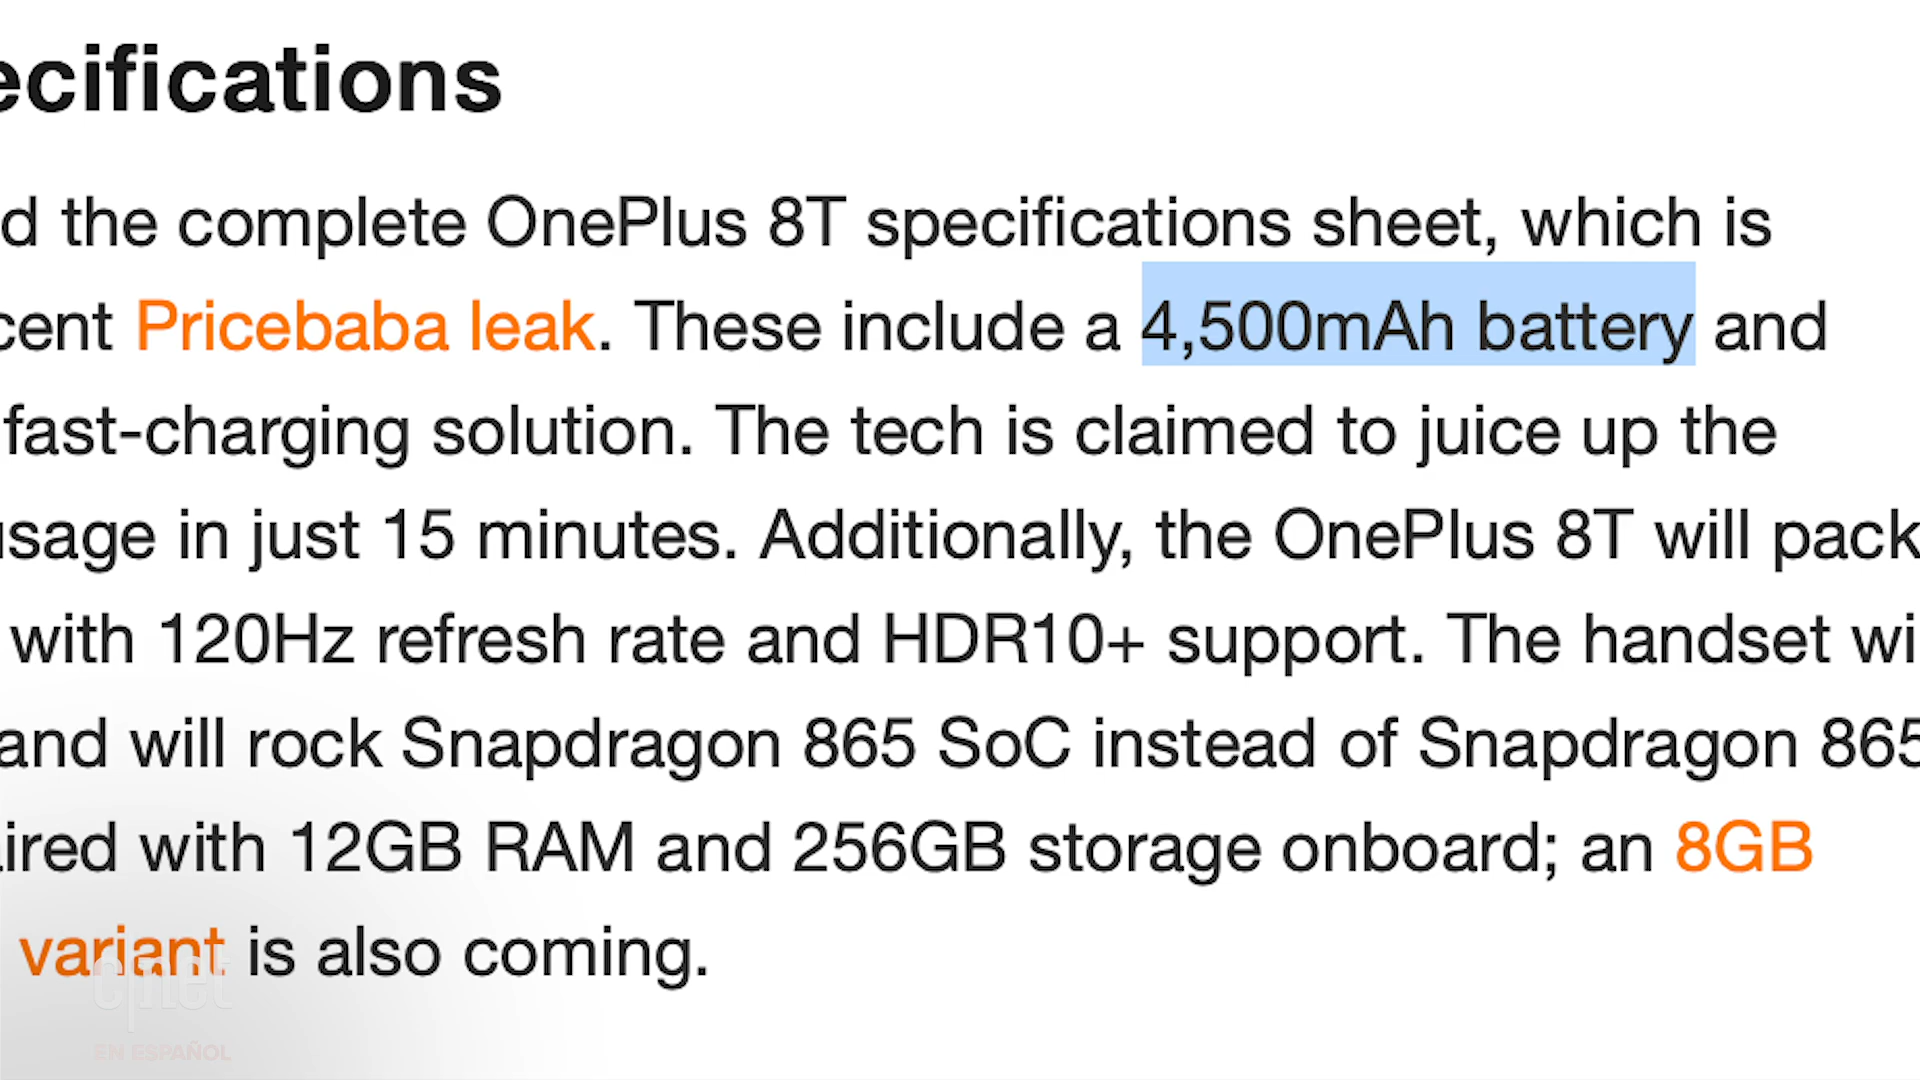 ecifications
d the complete OnePlus 8T specifications sheet, which is
cent Pricebaba leak. These include a 4,500mAh battery and
fast-charging solution. The tech is claimed to juice up the
usage in just 15 minutes. Additionally, the OnePlus 8T will pack
with 120Hz refresh rate and HDR10+ support. The handset wi
and will rock Snapdragon 865 SoC instead of Snapdragon 865
ired with 12GB RAM and 256GB storage onboard; an 8GB
variant is also coming.
c|net
EN ESPAÑOL